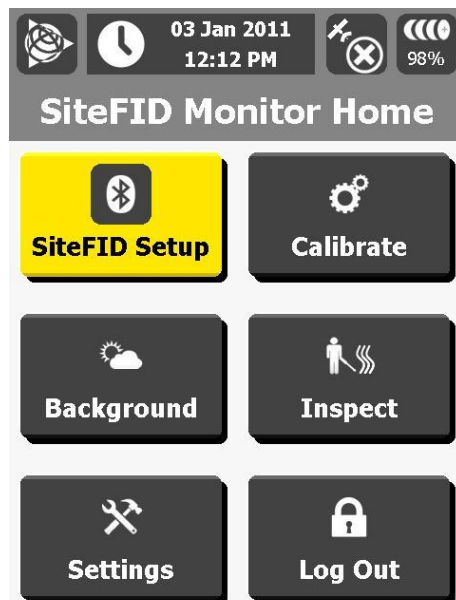 03 Jan 2011
12:12 PM
98%
SiteFID Monitor Home
SiteFID Setup
Calibrate
Background
Inspect
Settings
Log Out